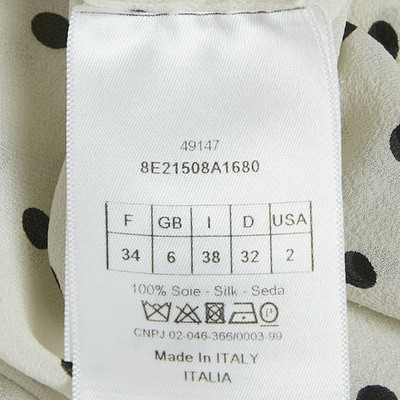 49147
8E21508A1680
F GB I D USA
34 6 38 32 2
100% Soie - Silk - Seda
P
CNPJ 02-046-366/0003-99
Made In ITALY
ITALIA